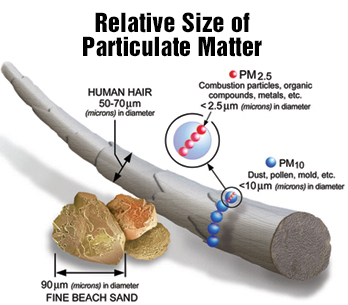 Relative Size of
Particulate Matter
HUMAN HAIR
50-70μm
(microns) in diameter
PM2.5
Combustion particles, organic
compounds, metals, etc.
< 2.5μm (microns) in diameter
PM10
Dust, pollen, mold, etc.
<10μm (microns) in diameter
90μm (microns) in diameter
FINE BEACH SAND